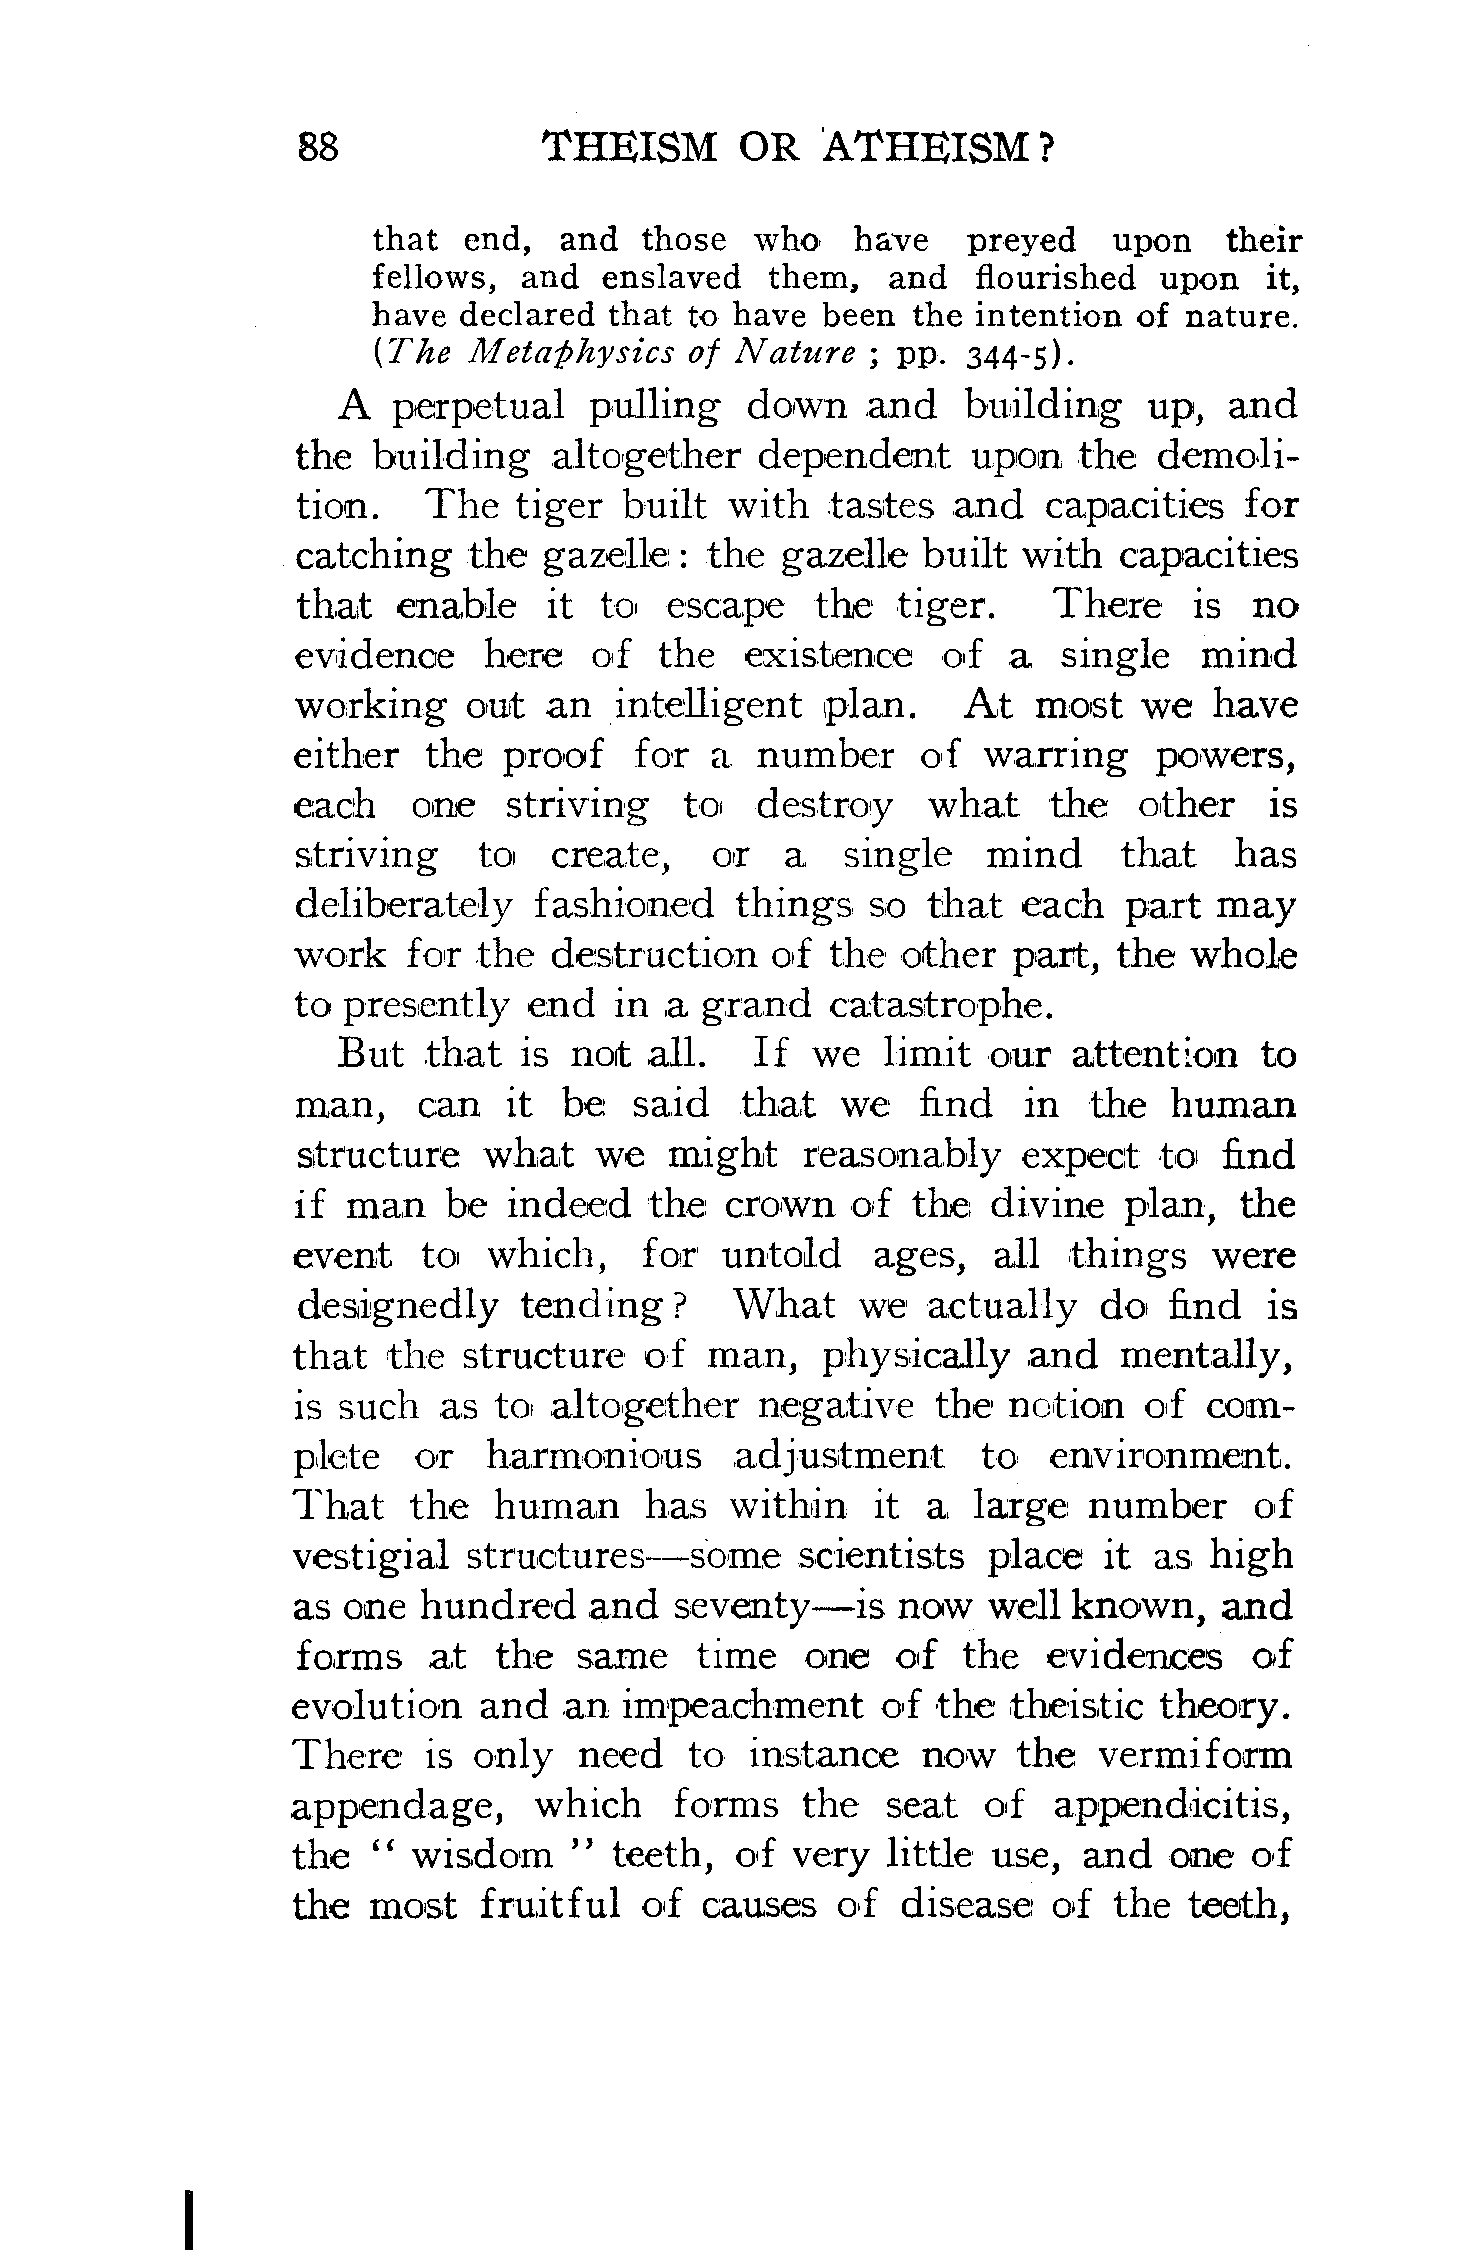 88 THEISM OR ATHEISM?
that end, and those who have preyed upon their
fellows, and enslaved them, and flourished upon it,
have declared that to have been the intention of nature.
(The Metaphysics of Nature ; pp. 344-5).
A perpetual pulling down and building up, and
the building altogether dependent upon the demoli-
tion. The tiger built with tastes and capacities for
catching the gazelle : the gazelle built with capacities
that enable it to escape the tiger. There is no
evidence here of the existence of a single mind
working out an intelligent plan. At most we have
either the proof for a number of warring powers,
each one striving to destroy what the other is
striving to create, or a single mind that has
deliberately fashioned things so that each part may
work for the destruction of the other part, the whole
to presently end in a grand catastrophe.
But that is not all. If we limit our attention to
man, can it be said that we find in the human
structure what we might reasonably expect to find
if man be indeed the crown of the divine plan, the
event to which, for untold ages, all things were
designedly tending ? What we actually do find is
that the structure of man, physically and mentally,
is such as to altogether negative the notion of com-
plete or harmonious adjustment to environment.
That the human has within it a large number of
vestigial structures—some scientists place it as high
as one hundred and seventy—is now well known, and
forms at the same time one of the evidences of
evolution and an impeachment of the theistic theory.
There is only need to instance now the vermiform
appendage, which forms the seat of appendicitis,
the “ wisdom ” teeth, of very little use, and one of
the most fruitful of causes of disease of the teeth,